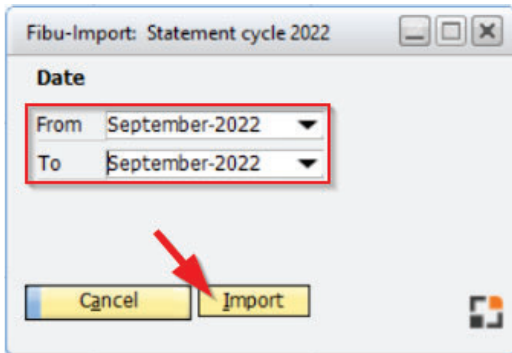 Fibu-Import: Statement cycle 2022
Date
From September-2022
To September-2022
Cancel Import